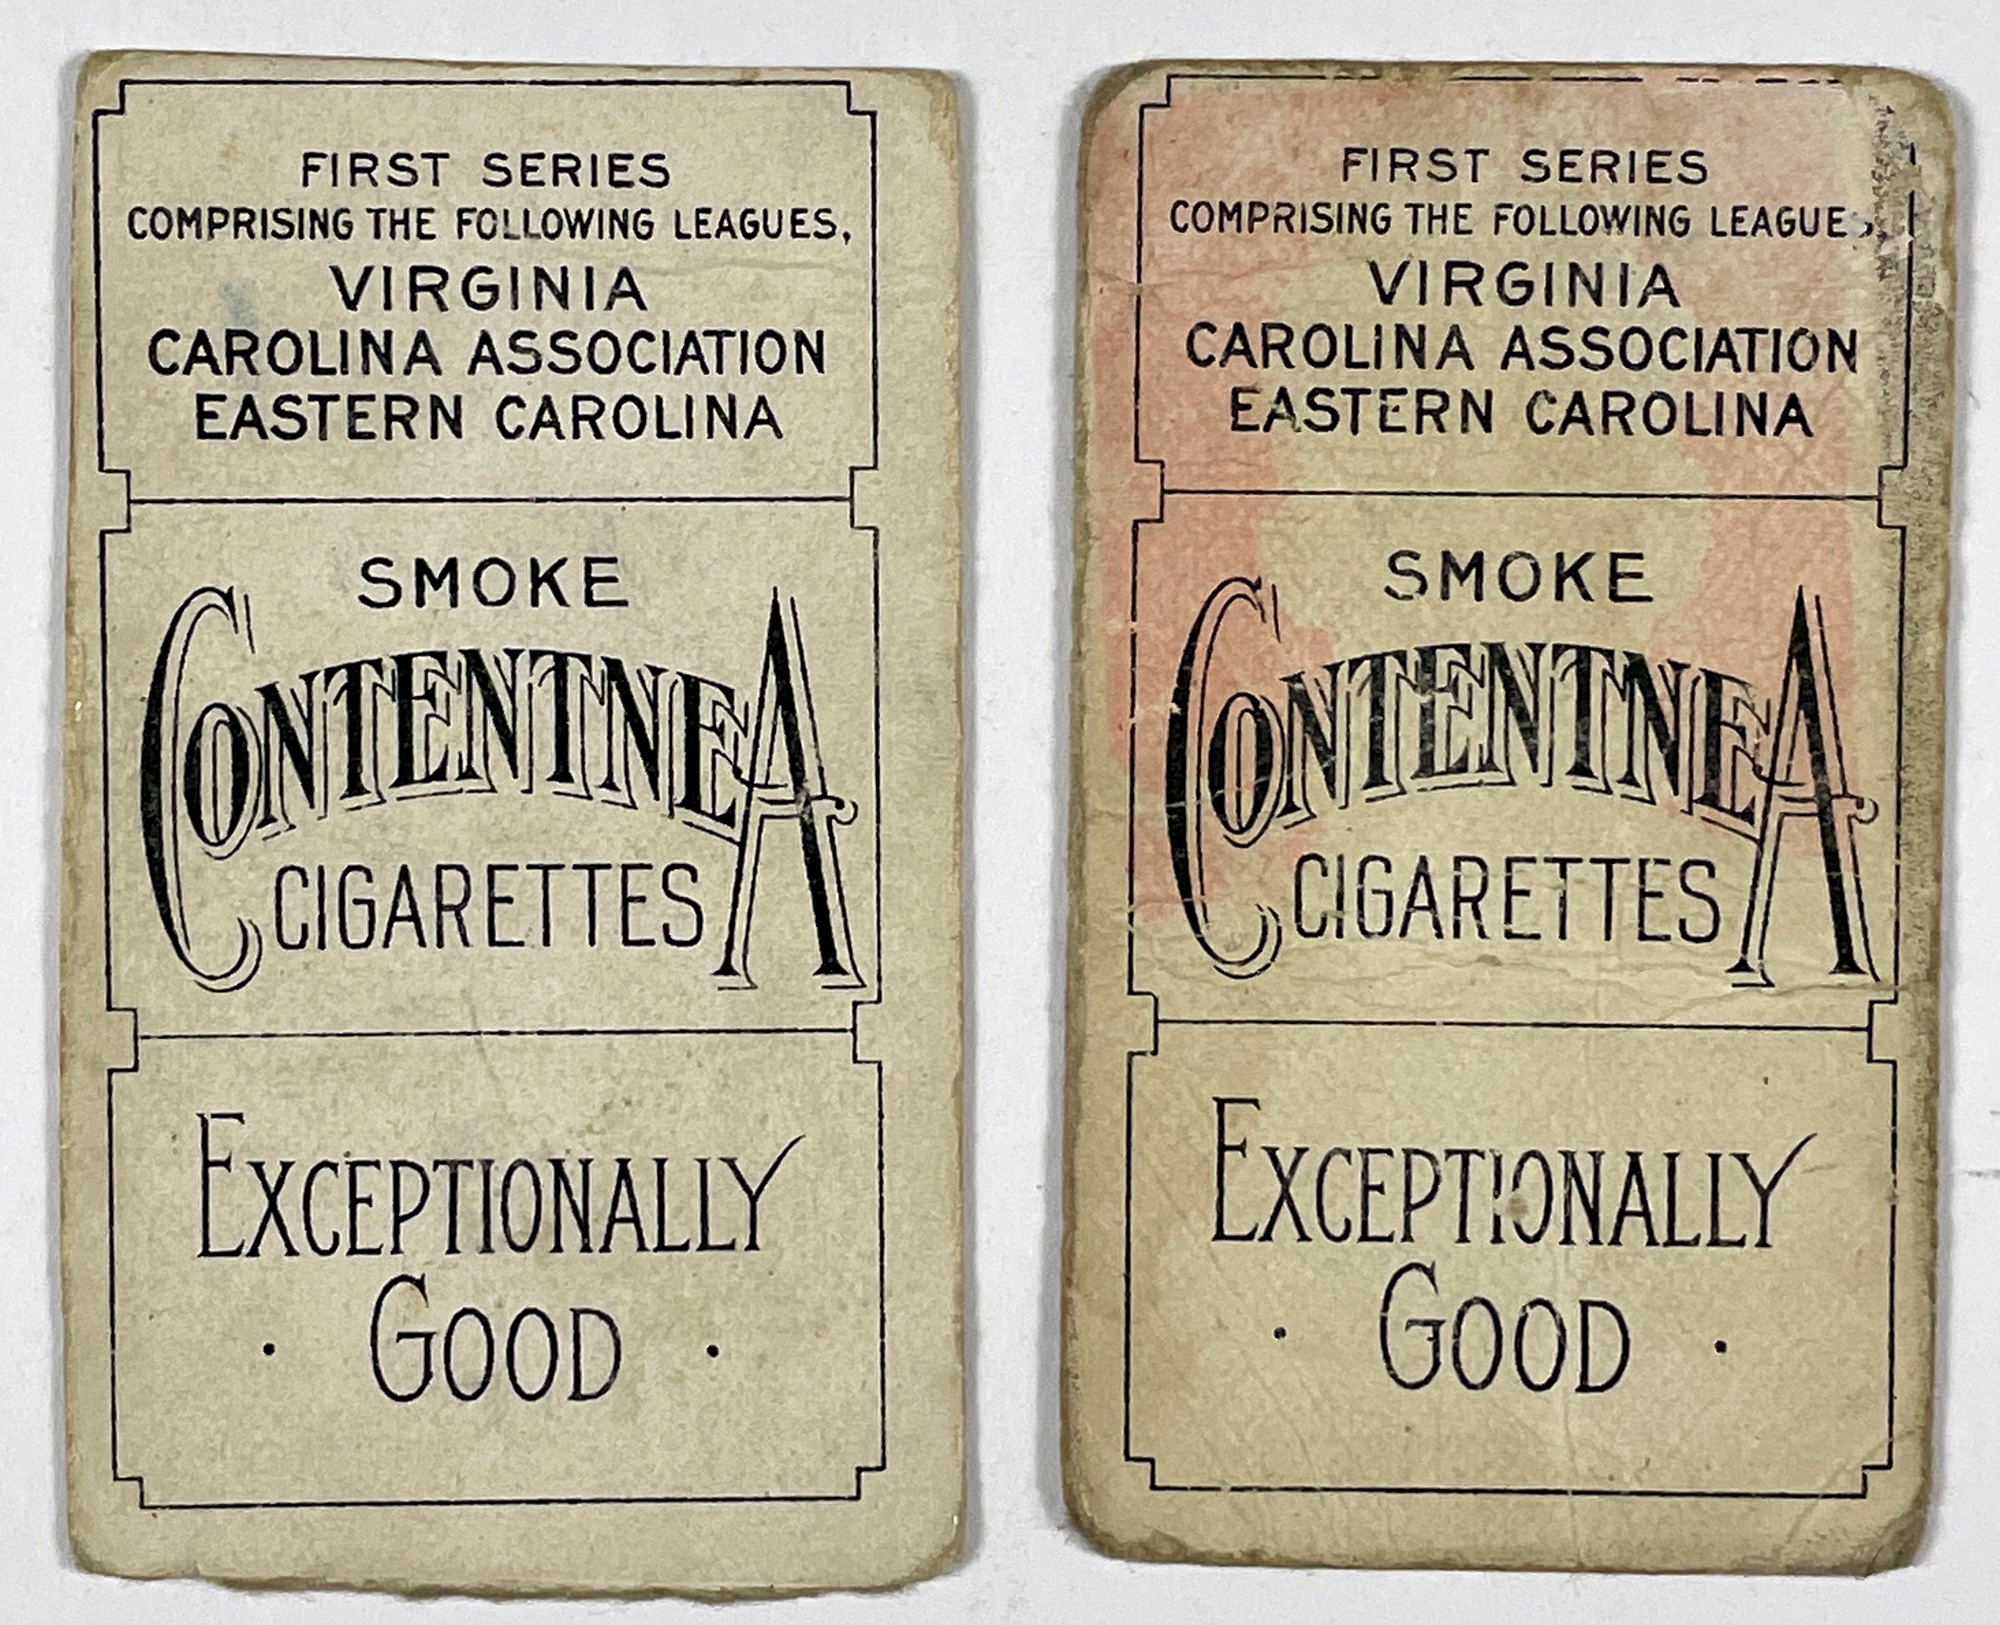 FIRST SERIES
COMPRISING THE FOLLOWING LEAGUES,
VIRGINIA
CAROLINA ASSOCIATION
EASTERN CAROLINA
SMOKE
CONTENTNEA
CIGARETTES
EXCEPTIONALLY
· GOOD ·
FIRST SERIES
COMPRISING THE FOLLOWING LEAGUE,
VIRGINIA
CAROLINA ASSOCIATION
EASTERN CAROLINA
SMOKE
CONTENTNEA
CIGARETTES
EXCEPTIONALLY
· GOOD ·